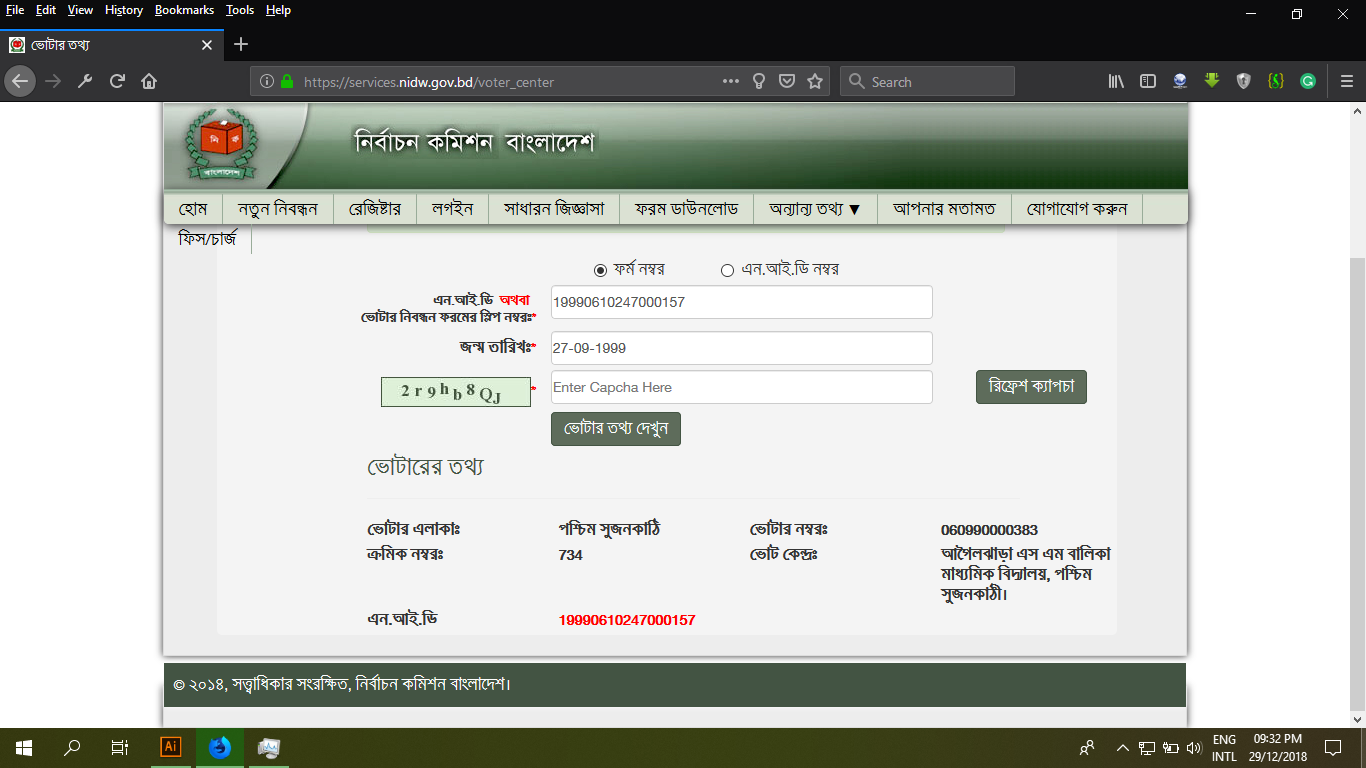 File Edit View History Bookmarks Tools Help
ভোটার তথ্য
https://services.nidw.gov.bd/voter_center
Search
নি র্ক
বাংলাদেশ
নির্বাচন কমিশন বাংলাদেশ
হোম নতুন নিবন্ধন রেজিষ্টার লগইন সাধারন জিজ্ঞাসা ফরম ডাউনলোড অন্যান্য তথ্য ▼ আপনার মতামত যোগাযোগ করুন
ফিস/চার্জ
ফর্ম নম্বর এন.আই.ডি নম্বর
এন.আই.ডি অথবা
ভোটার নিবন্ধন ফরমের স্লিপ নম্বরঃ*
19990610247000157
জন্ম তারিখঃ* 27-09-1999
2r9hb8QJ * Enter Capcha Here রিফ্রেশ ক্যাপচা
ভোটার তথ্য দেখুন
ভোটারের তথ্য
ভোটার এলাকাঃ পশ্চিম সুজনকাঠি ভোটার নম্বরঃ 060990000383
ক্রমিক নম্বরঃ 734 ভোট কেন্দ্রঃ আগৈলঝাড়া এস এম বালিকা
মাধ্যমিক বিদ্যালয়, পশ্চিম
সুজনকাঠী।
এন.আই.ডি 19990610247000157
© ২০১৪, সত্ত্বাধিকার সংরক্ষিত, নির্বাচন কমিশন বাংলাদেশ।
Ai
ENG 09:32 PM
INTL 29/12/2018